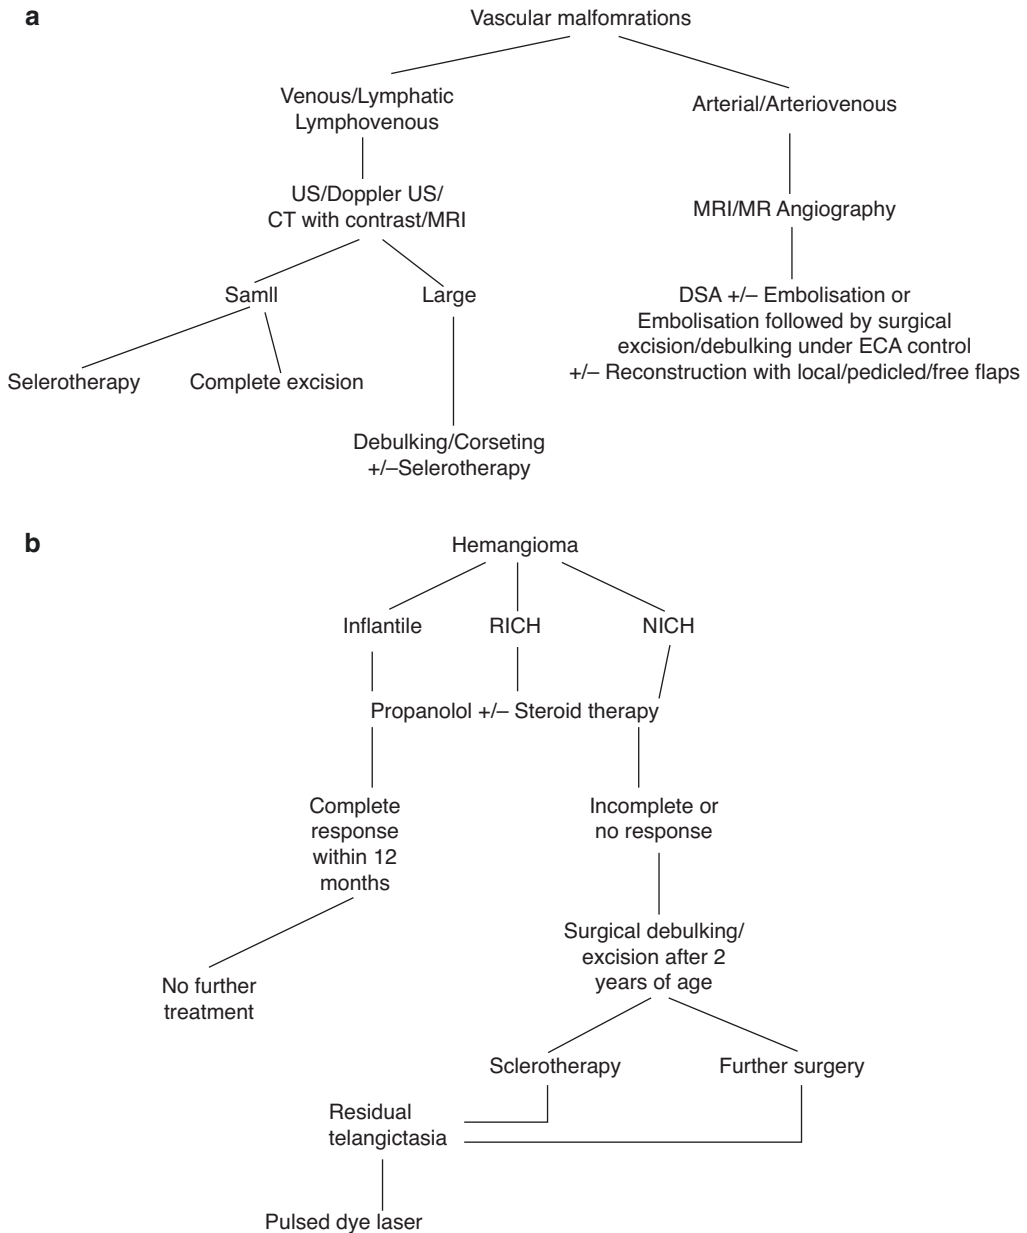 a
Vascular malfomrations
Venous/Lymphatic
Lymphovenous
Arterial/Arteriovenous
US/Doppler US/
CT with contrast/MRI
MRI/MR Angiography
Samll
Large
DSA +/– Embolisation or
Embolisation followed by surgical
excision/debulking under ECA control
+/– Reconstruction with local/pedicled/free flaps
Selerotherapy
Complete excision
Debulking/Corseting
+/–Selerotherapy
b
Hemangioma
Inflantile
RICH
NICH
Propanolol +/– Steroid therapy
Complete
response
within 12
months
Incomplete or
no response
No further
treatment
Surgical debulking/
excision after 2
years of age
Sclerotherapy
Further surgery
Residual
telangictasia
Pulsed dye laser